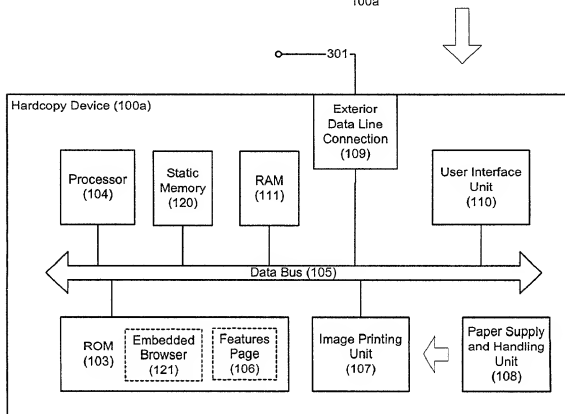 100a
301
Hardcopy Device (100a)
Exterior
Data Line
Connection
(109)
Processor
(104)
Static
Memory
(120)
RAM
(111)
User Interface
Unit
(110)
Data Bus (105)
ROM
(103)
Embedded
Browser
(121)
Features
Page
(106)
Image Printing
Unit
(107)
Paper Supply
and Handling
Unit
(108)